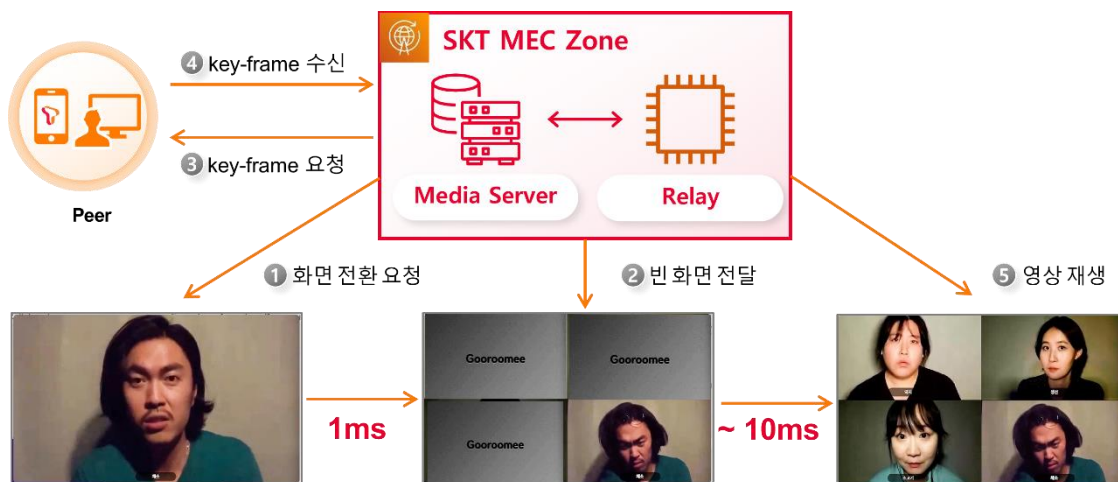 SKT MEC Zone
4 key-frame 수신
3 key-frame 요청
Peer
Media Server
Relay
1 화면 전환 요청
2 빈 화면 전달
5 영상 재생
Gooroomee
Gooroomee
Gooroomee
1ms
~ 10ms